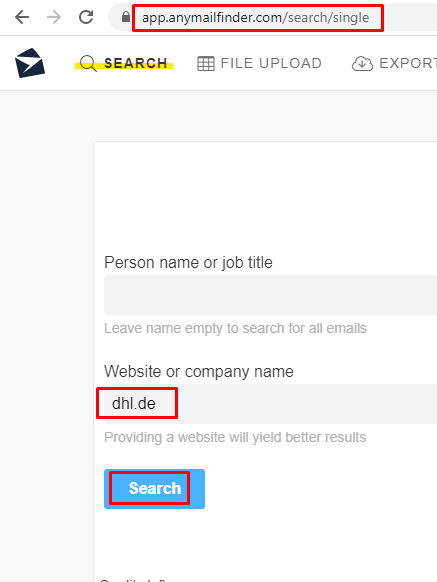 app.anymailfinder.com/search/single
SEARCH FILE UPLOAD EXPORT
Person name or job title
Leave name empty to search for all emails
Website or company name
dhl.de
Providing a website will yield better results
Search